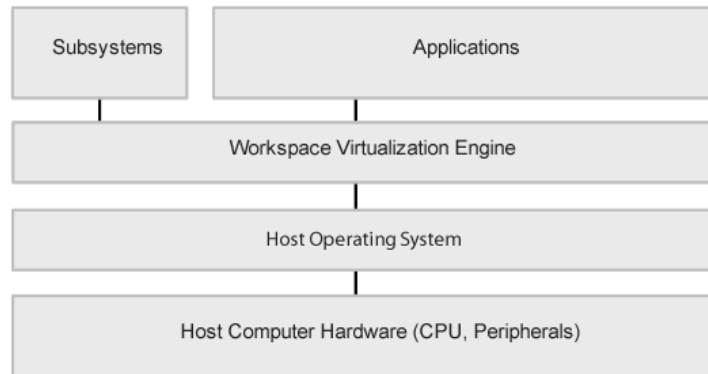 Subsystems
Applications
Workspace Virtualization Engine
Host Operating System
Host Computer Hardware (CPU, Peripherals)